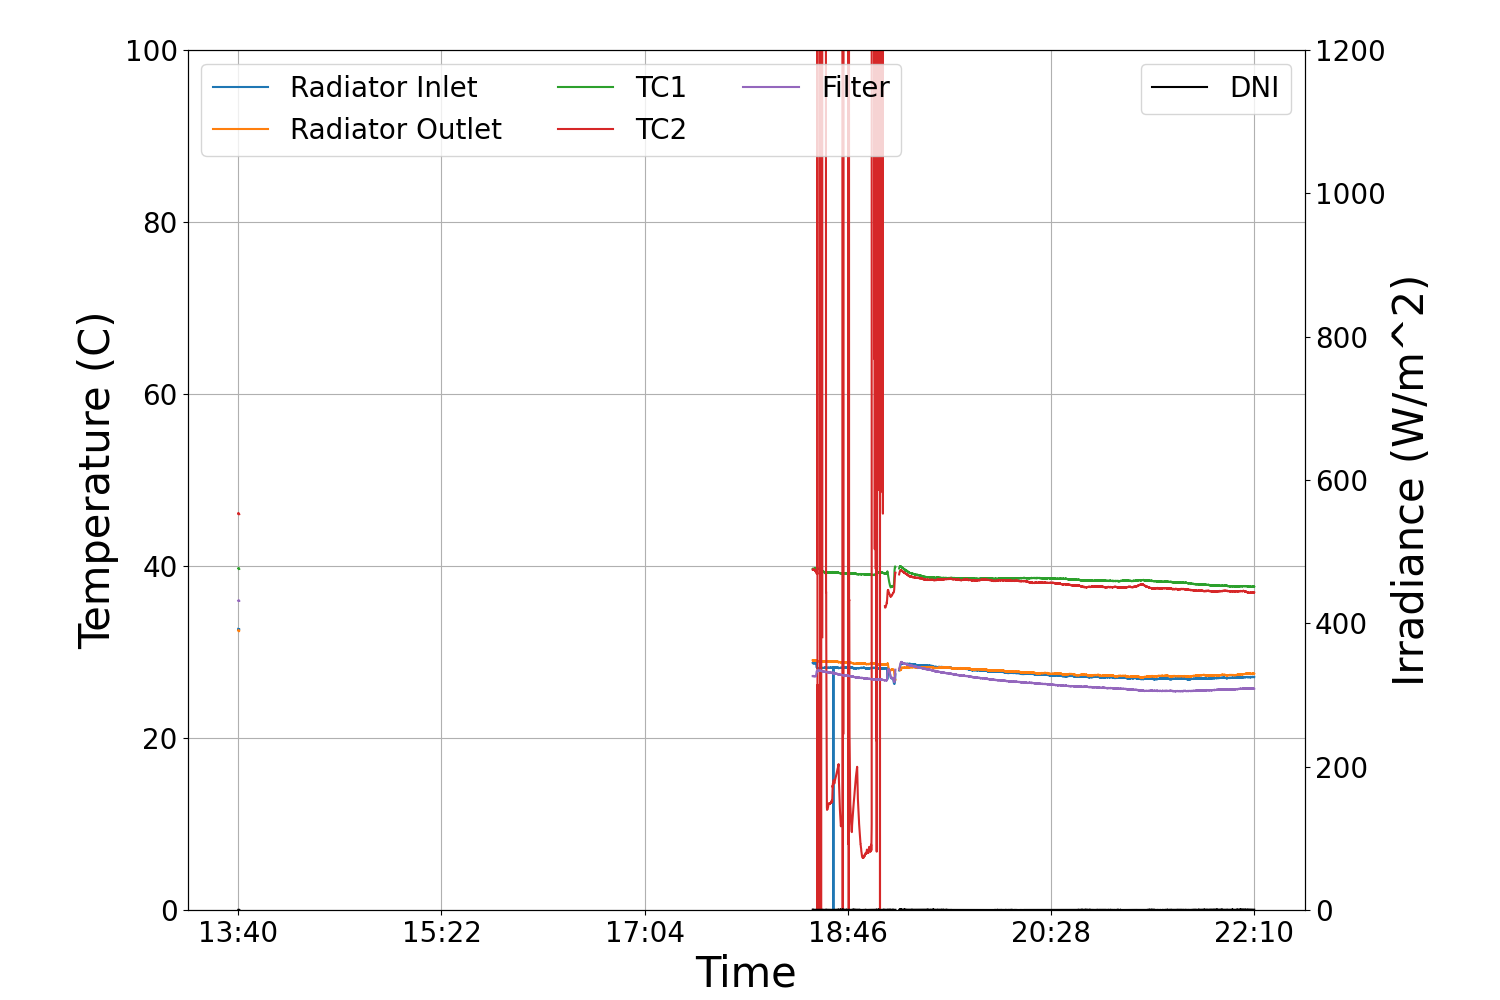 100
80
60
40
20
0
Temperature (C)
Radiator Inlet
Radiator Outlet
TC1
TC2
Filter
DNI
1200
1000
800
600
400
200
0
Irradiance (W/m^2)
13:40 15:22 17:04 18:46 20:28 22:10
Time